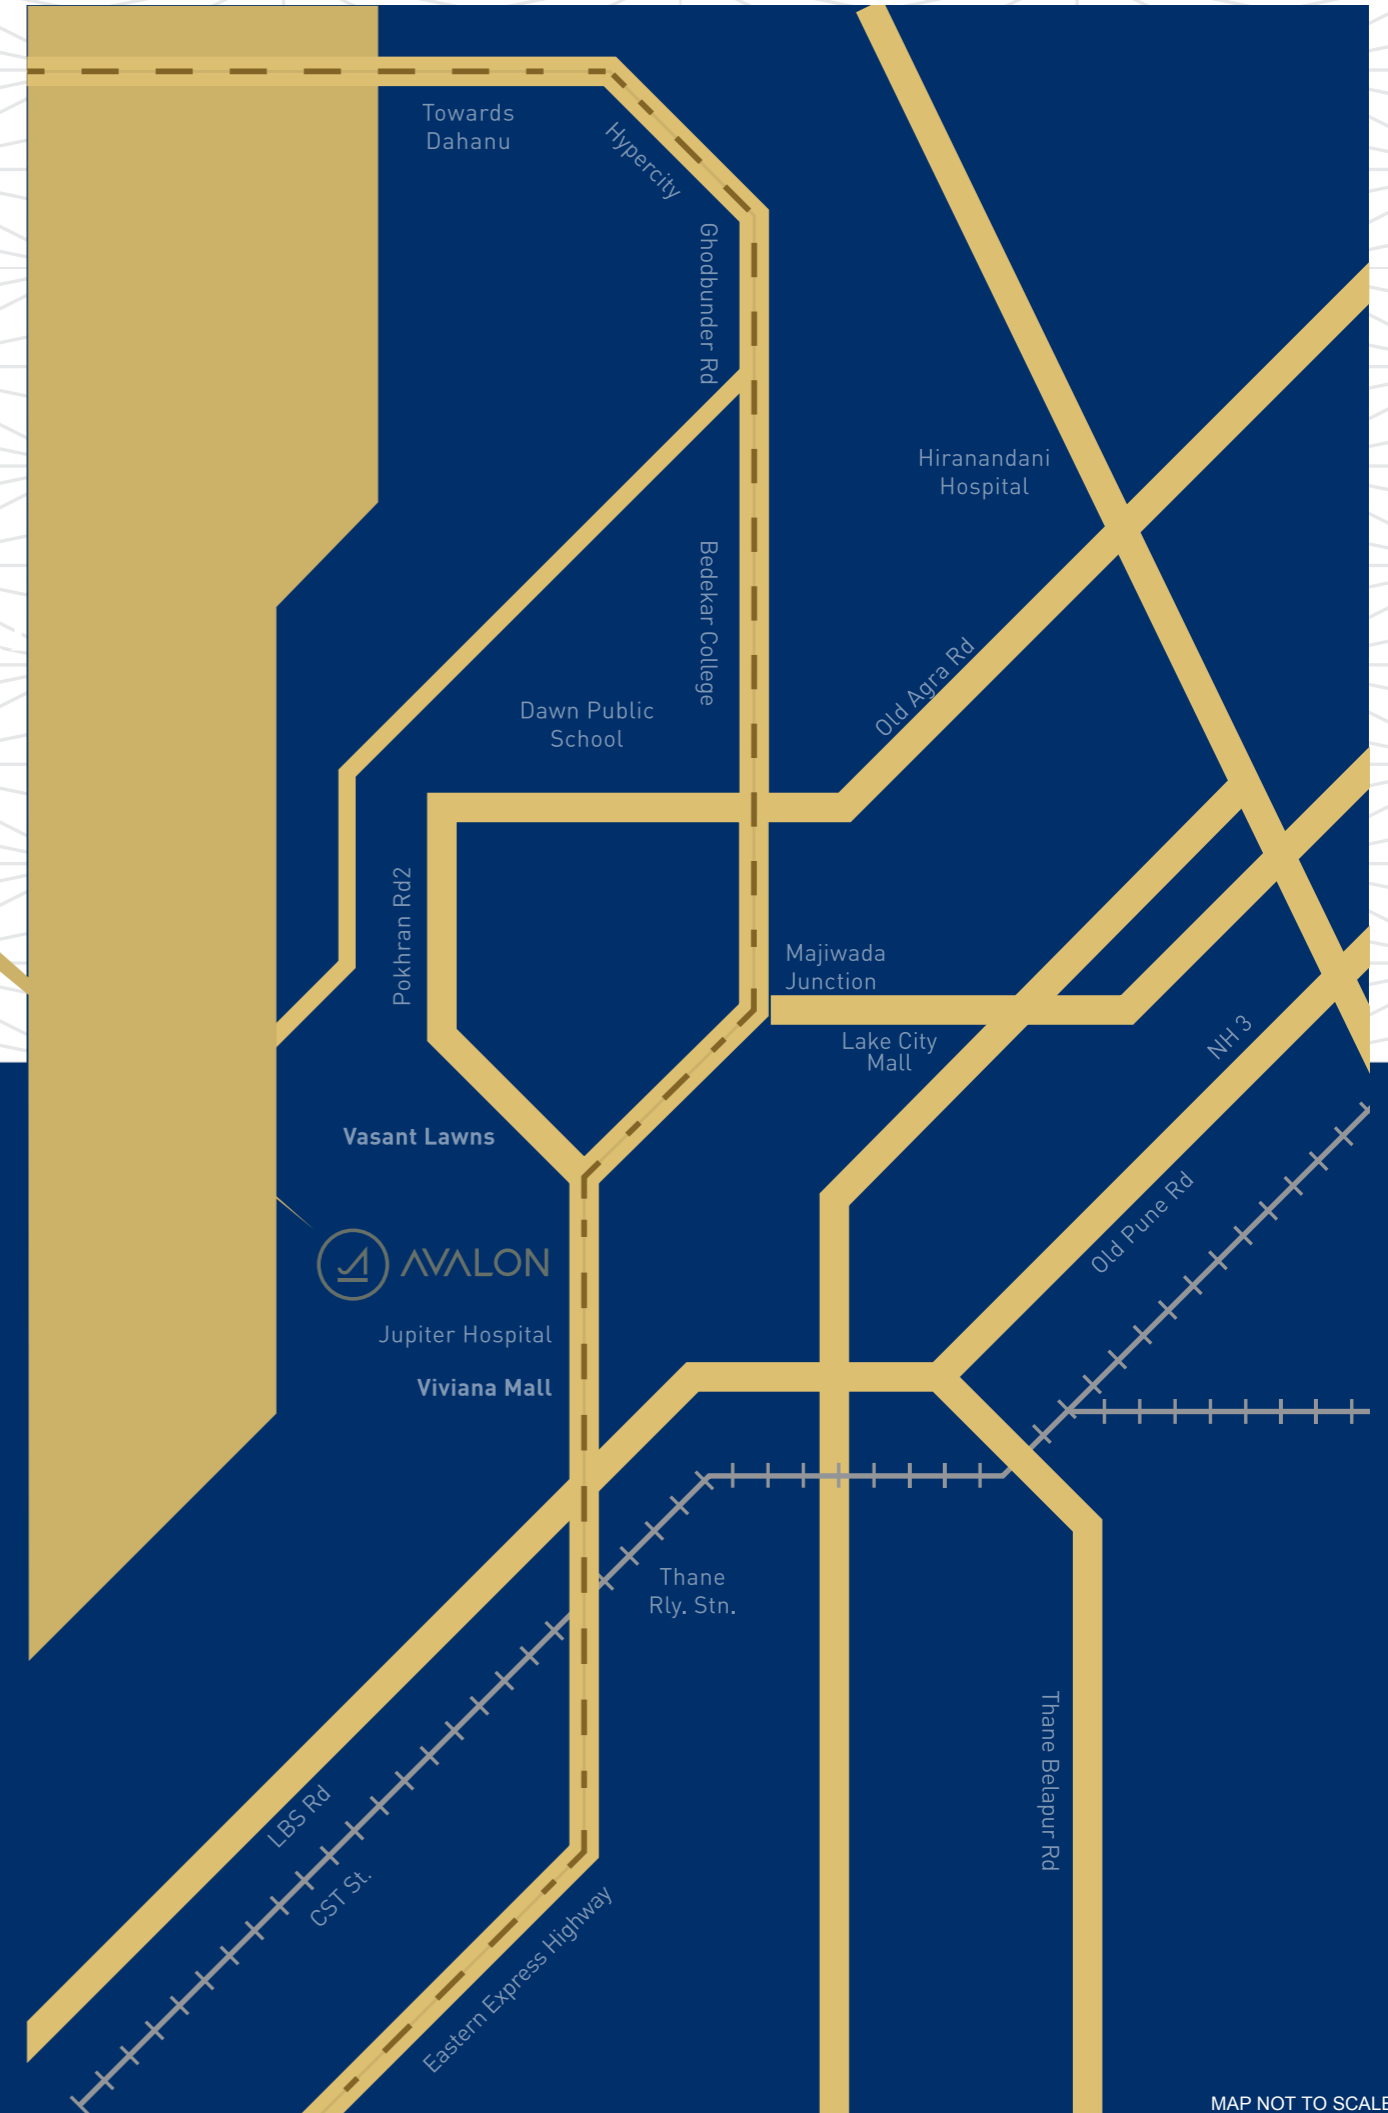 Towards
Dahanu
Hypercity
Ghodbunder Rd
Hiranandani
Hospital
Bedekar College
Old Agra Rd
Dawn Public
School
Pokhran Rd2
Majiwada
Junction
Lake City
Mall
NH 3
Vasant Lawns
Old Pune Rd
AVALON
Jupiter Hospital
Viviana Mall
Thane
Rly. Stn.
Thane Belapur Rd
LBS Rd
CST St.
Eastern Express Highway
MAP NOT TO SCALE